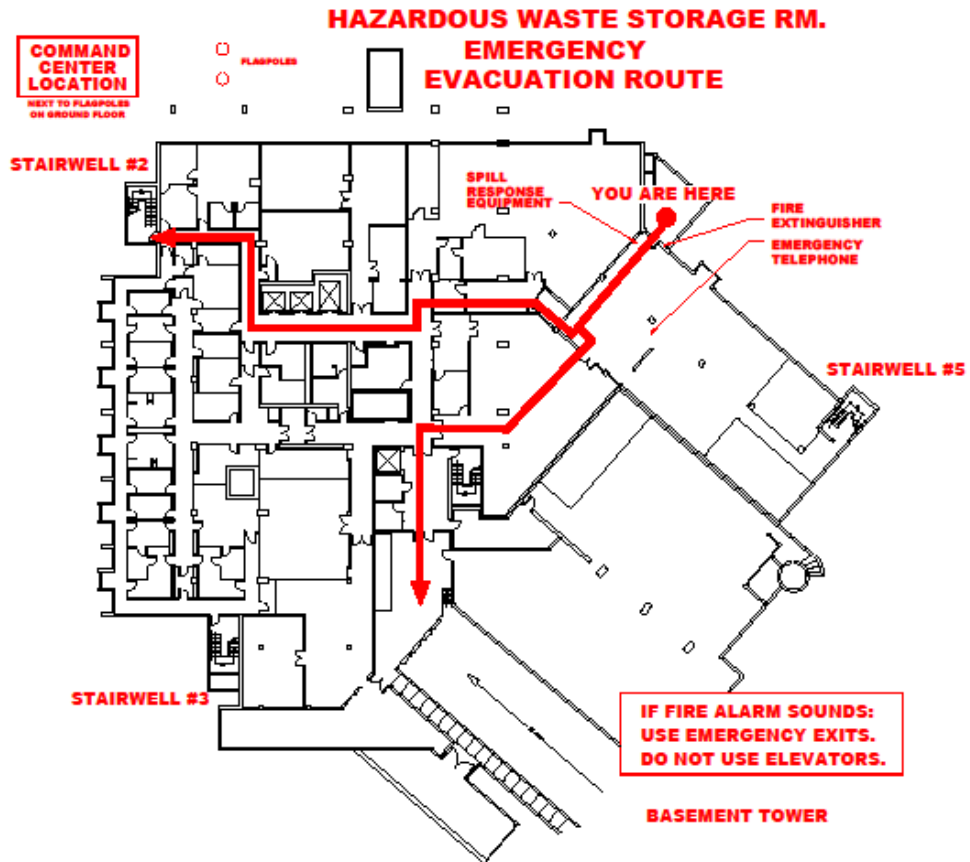 HAZARDOUS WASTE STORAGE RM.
EMERGENCY
EVACUATION ROUTE
COMMAND
CENTER
LOCATION
NEXT TO FLAGPOLES
ON GROUND FLOOR
FLAGPOLES
STAIRWELL #2
SPILL
RESPONSE
EQUIPMENT
YOU ARE HERE
FIRE
EXTINGUISHER
EMERGENCY
TELEPHONE
STAIRWELL #5
STAIRWELL #3
IF FIRE ALARM SOUNDS:
USE EMERGENCY EXITS.
DO NOT USE ELEVATORS.
BASEMENT TOWER